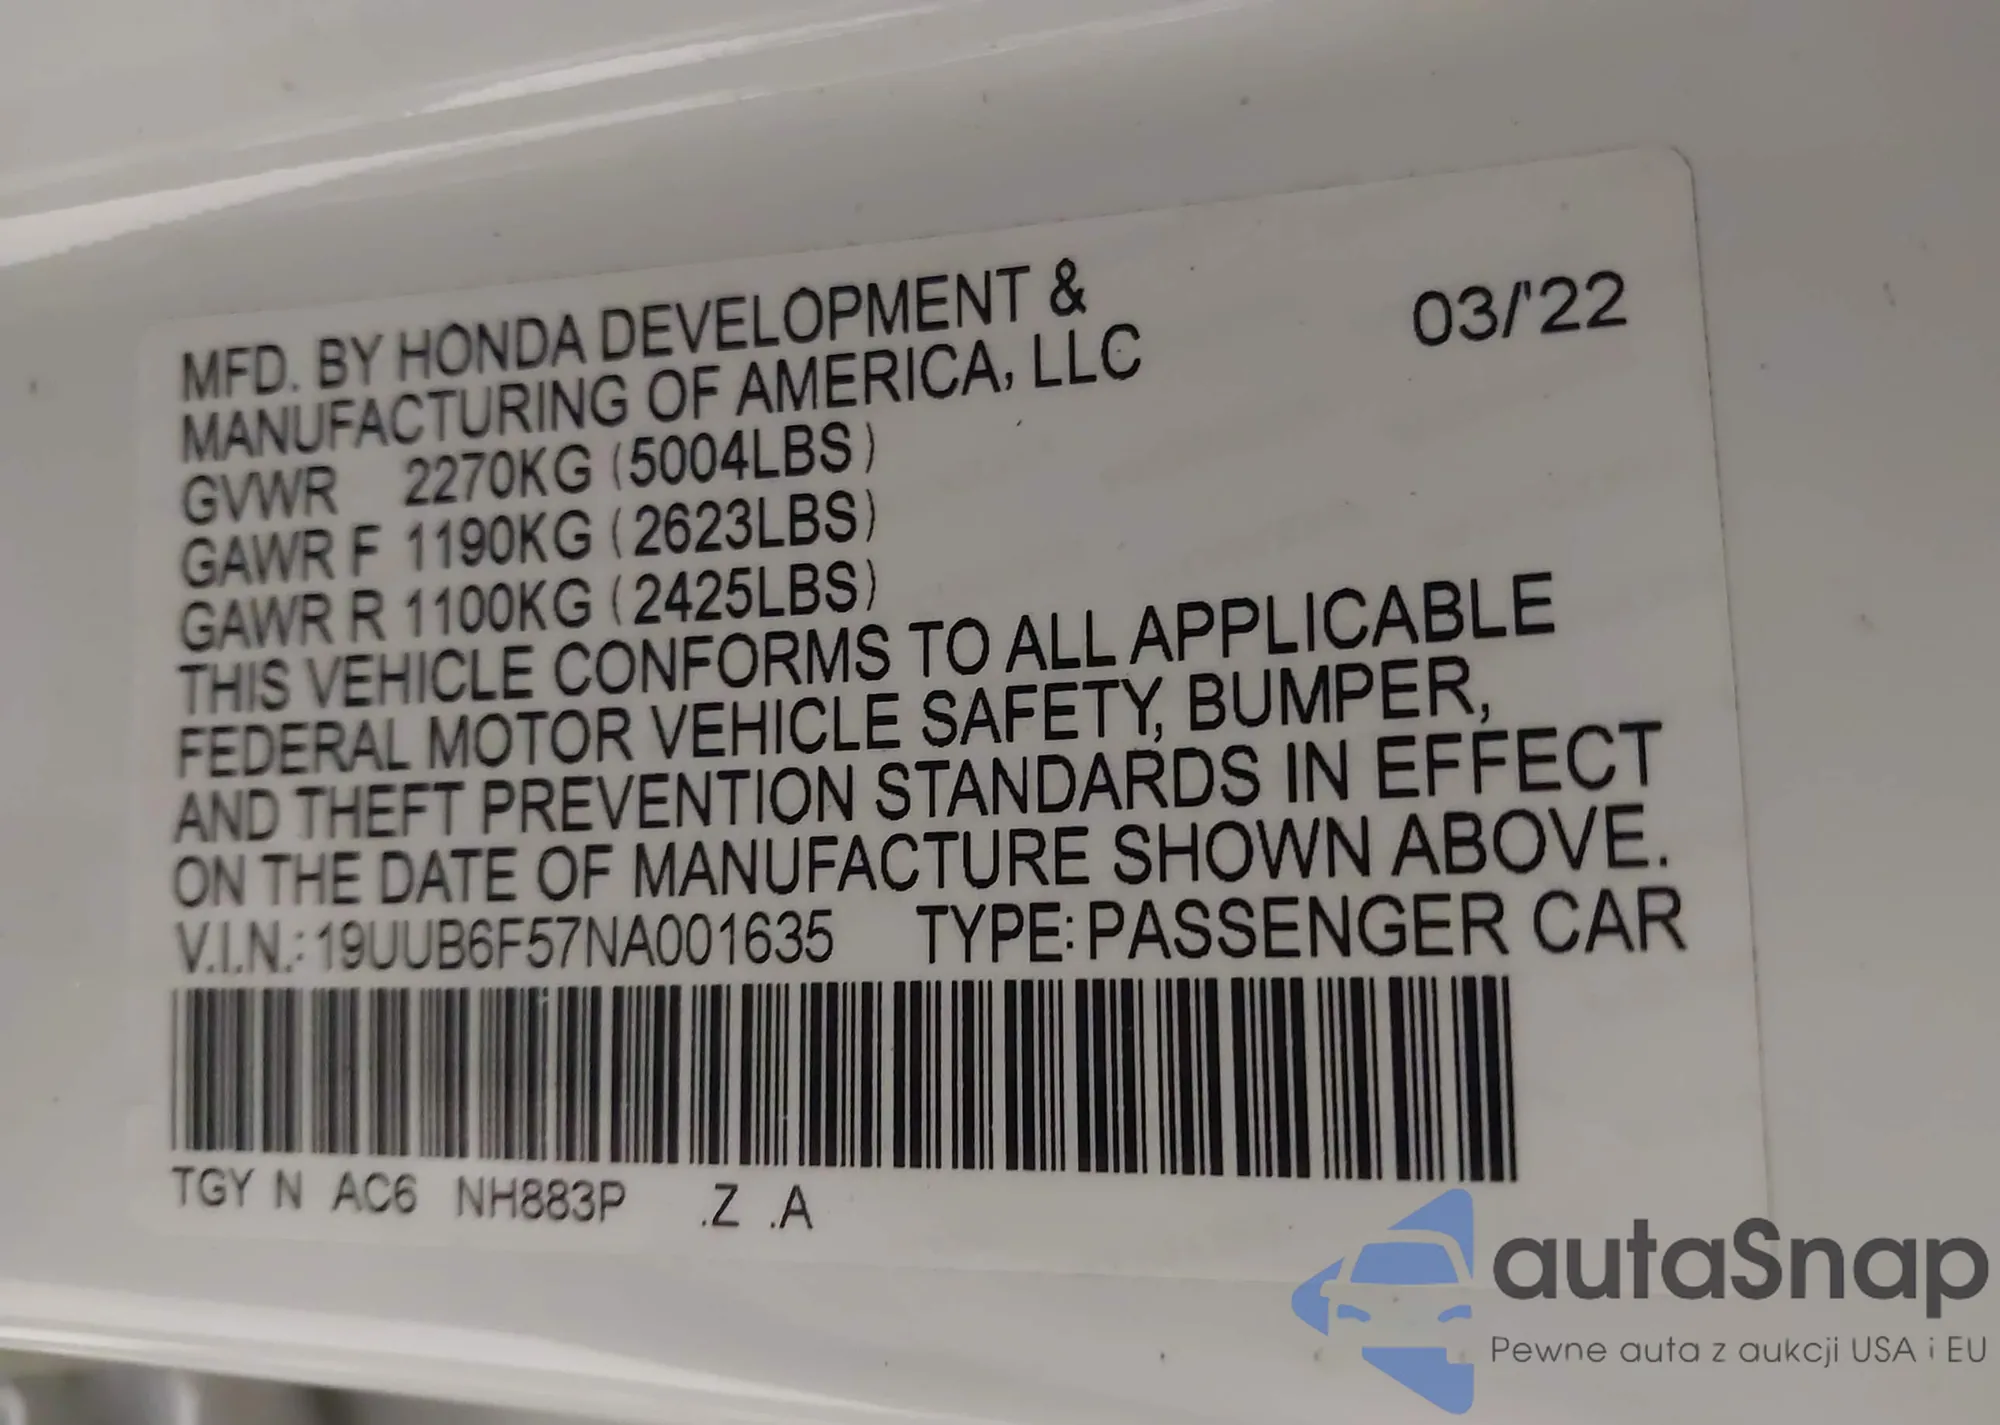 MFD. BY HONDA DEVELOPMENT &
MANUFACTURING OF AMERICA, LLC
03/'22
GVWR 2270KG (5004LBS)
GAWR F 1190KG (2623LBS)
GAWR R 1100KG (2425LBS)
THIS VEHICLE CONFORMS TO ALL APPLICABLE
FEDERAL MOTOR VEHICLE SAFETY, BUMPER,
AND THEFT PREVENTION STANDARDS IN EFFECT
ON THE DATE OF MANUFACTURE SHOWN ABOVE.
V.I.N.: 19UUB6F57NA001635 TYPE: PASSENGER CAR
TGY N AC6 NH883P .Z .A
autaSnap
Pewne auta z aukcji USA i EU